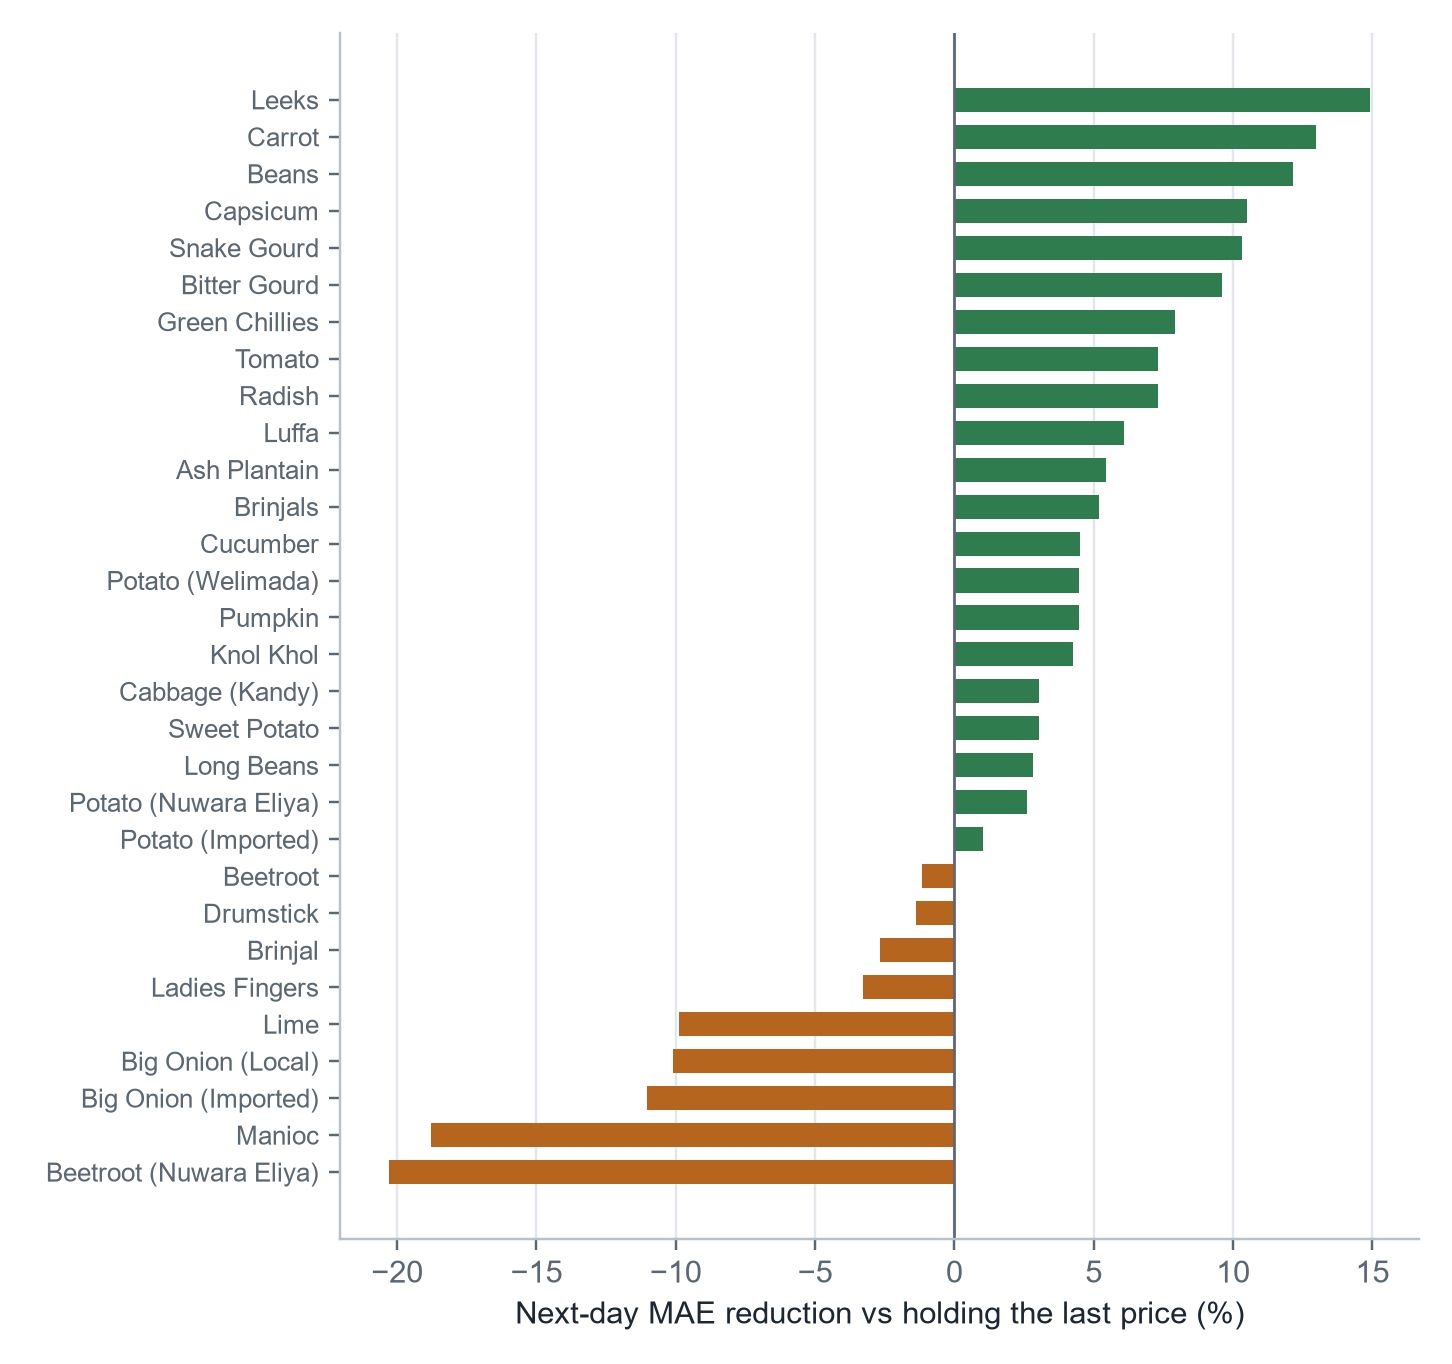 Leeks
Carrot
Beans
Capsicum
Snake Gourd
Bitter Gourd
Green Chillies
Tomato
Radish
Luffa
Ash Plantain
Brinjals
Cucumber
Potato (Welimada)
Pumpkin
Knol Khol
Cabbage (Kandy)
Sweet Potato
Long Beans
Potato (Nuwara Eliya)
Potato (Imported)
Beetroot
Drumstick
Brinjal
Ladies Fingers
Lime
Big Onion (Local)
Big Onion (Imported)
Manioc
Beetroot (Nuwara Eliya)
−20 −15 −10 −5 0 5 10 15
Next-day MAE reduction vs holding the last price (%)